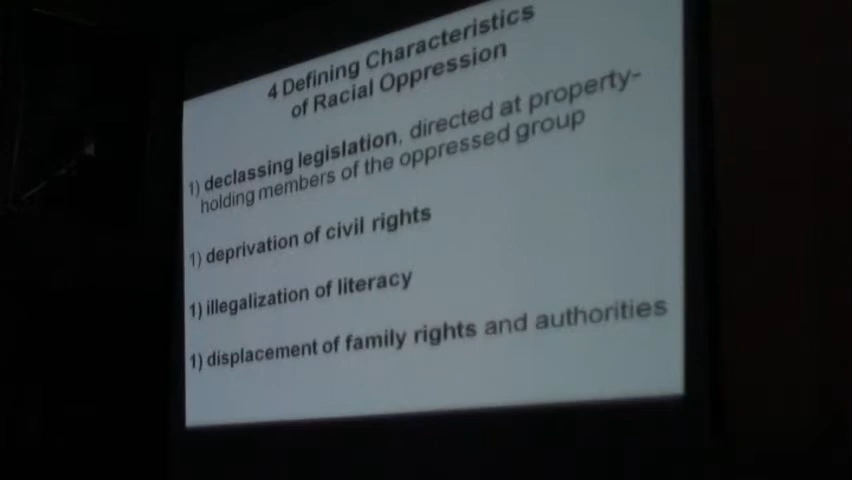 4 Defining Characteristics
of Racial Oppression
1) declassing legislation, directed at property-
holding members of the oppressed group
1) deprivation of civil rights
1) illegalization of literacy
1) displacement of family rights and authorities